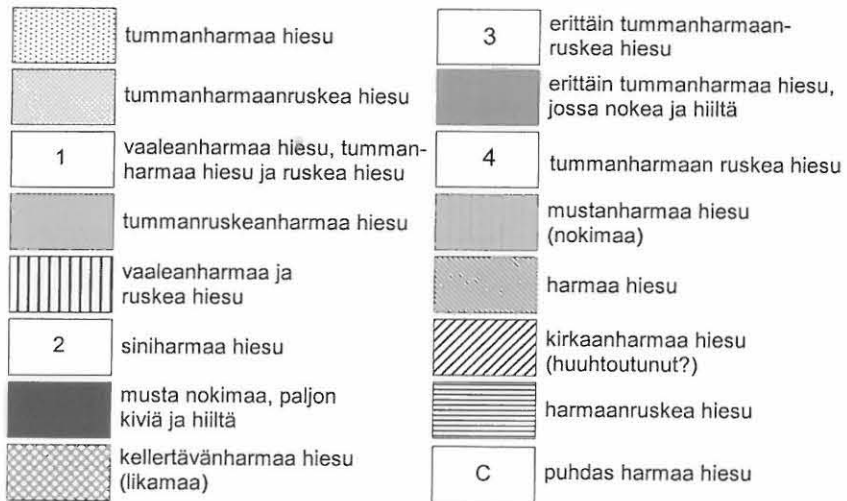 tummanharmaa hiesu
tummanharmaanruskea hiesu
1
vaaleanharmaa hiesu, tumman-
harmaa hiesu ja ruskea hiesu
tummanruskeanharmaa hiesu
vaaleanharmaa ja
ruskea hiesu
2
siniharmaa hiesu
musta nokimaa, paljon
kiviä ja hiiltä
kellertävänharmaa hiesu
(likamaa)
3
erittäin tummanharmaan-
ruskea hiesu
erittäin tummanharmaa hiesu,
jossa nokea ja hiiltä
4
tummanharmaan ruskea hiesu
mustanharmaa hiesu
(nokimaa)
harmaa hiesu
kirkaanharmaa hiesu
(huuhtoutunut?)
harmaanruskea hiesu
C
puhdas harmaa hiesu